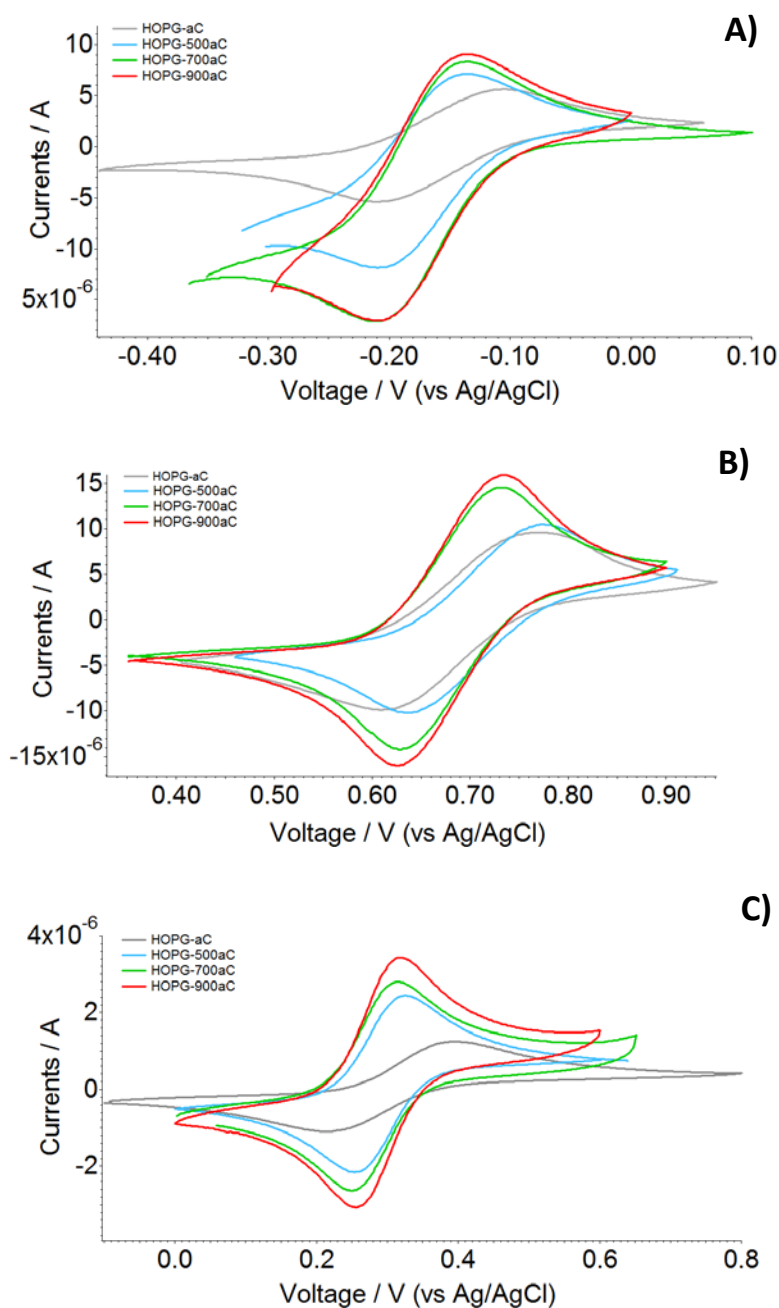 A)
HOPG-aC
HOPG-500aC
HOPG-700aC
HOPG-900aC
10
5
0
-5
-10
5x10-6
Currents / A
-0.40 -0.30 -0.20 -0.10 0.00 0.10
Voltage / V (vs Ag/AgCl)
B)
HOPG-aC
HOPG-500aC
HOPG-700aC
HOPG-900aC
15
10
5
0
-5
-10
-15x10-6
Currents / A
0.40 0.50 0.60 0.70 0.80 0.90
Voltage / V (vs Ag/AgCl)
C)
HOPG-aC
HOPG-500aC
HOPG-700aC
HOPG-900aC
4x10-6
2
0
-2
Currents / A
0.0 0.2 0.4 0.6 0.8
Voltage / V (vs Ag/AgCl)